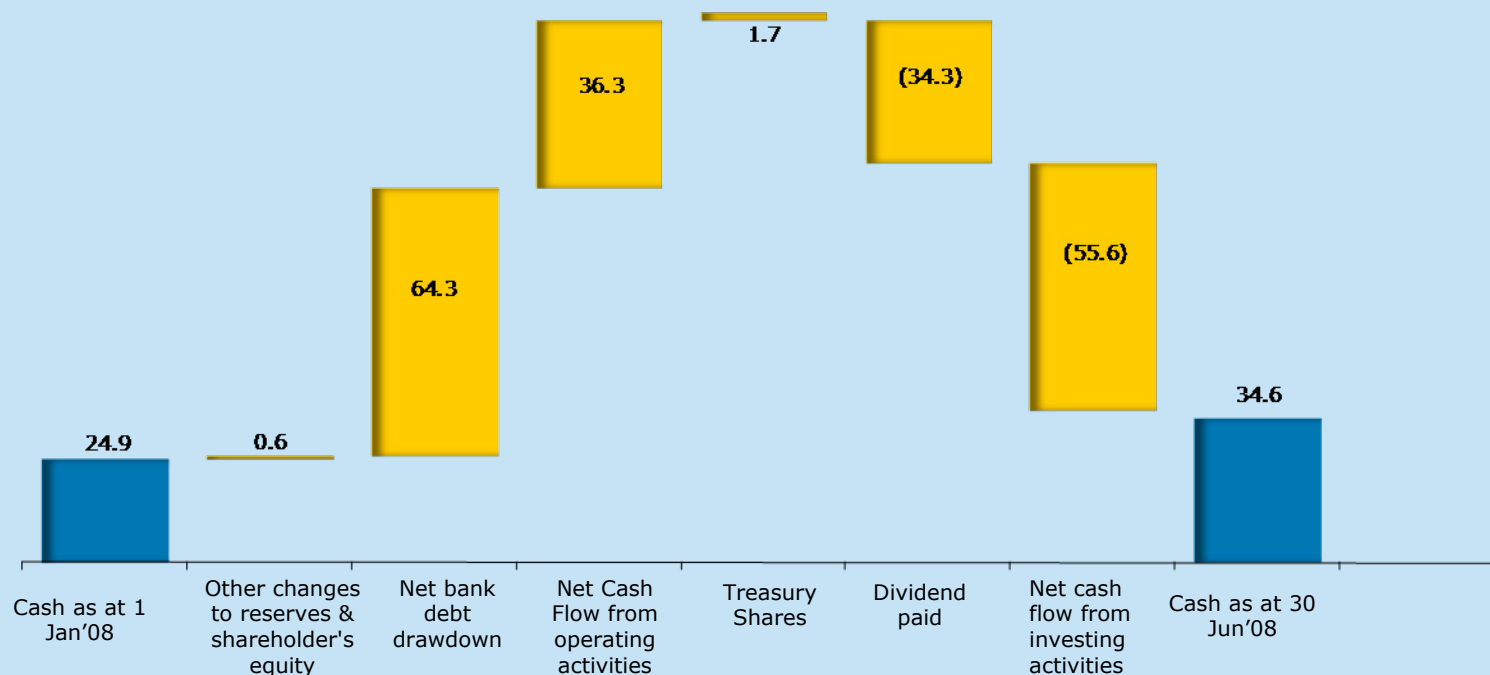 1.7
36.3
(34.3)
(55.6)
64.3
34.6
24.9
0.6
Cash as at 1
Jan’08
Other changes
to reserves &
shareholder's
equity
Net bank
debt
drawdown
Net Cash
Flow from
operating
activities
Treasury
Shares
Dividend
paid
Net cash
flow from
investing
activities
Cash as at 30
Jun’08